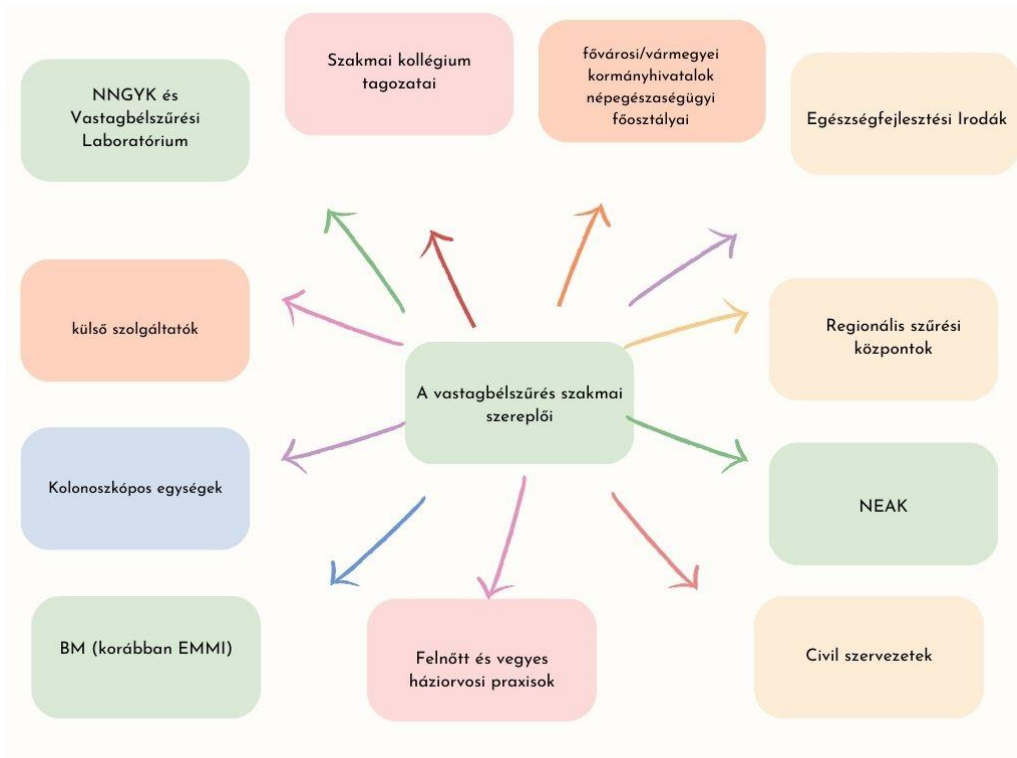 NNGYK és
Vastagbélszűrési
Laboratórium
Szakmai kollégium
tagozatai
fővárosi/vármegyei
kormányhivatalok
népegészaségügyi
főosztályai
Egészségfejlesztési Irodák
külső szolgáltatók
Regionális szűrési
központok
A vastagbélszűrés szakmai
szereplői
Kolonoszkópos egységek
NEAK
BM (korábban EMMI)
Felnőtt és vegyes
háziorvosi praxisok
Civil szervezetek